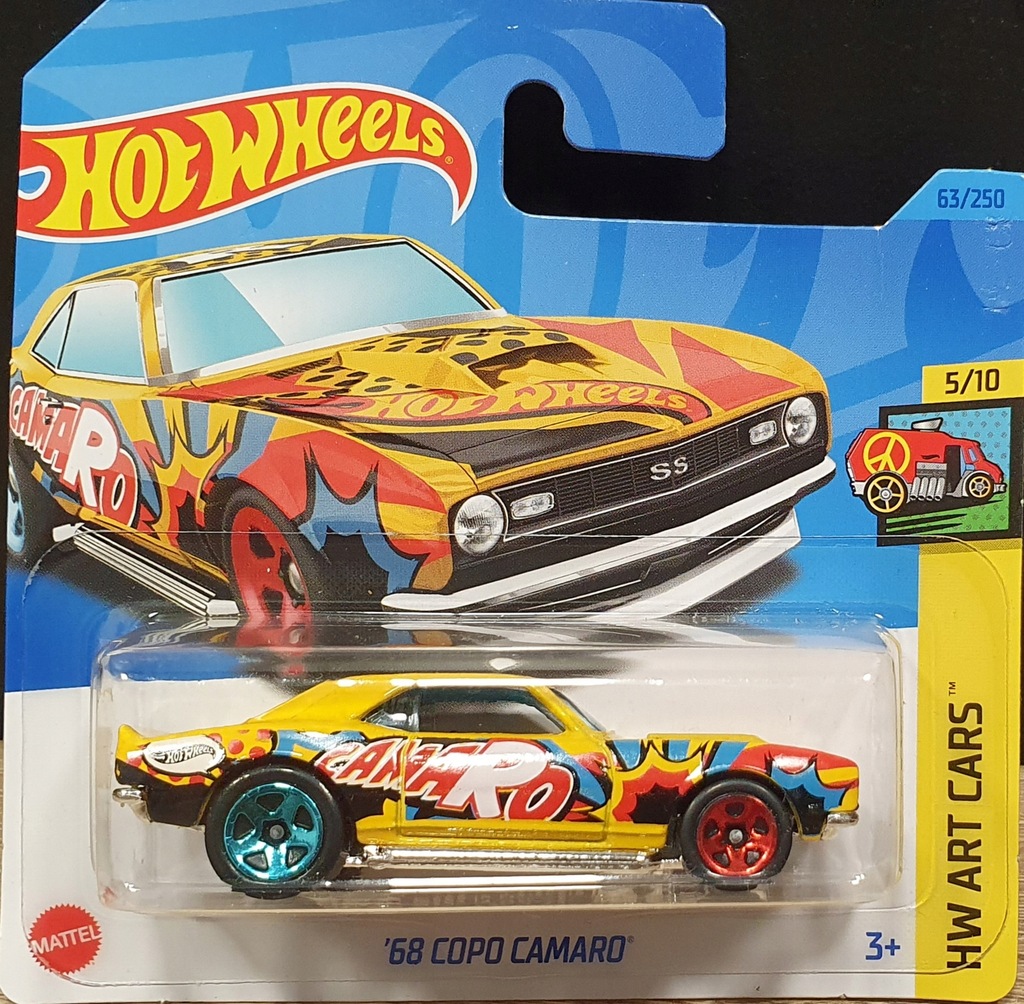 HOT WHEELS®
63/250
5/10
HOT WHEELS
SS
CAMARO
HOT WHEELS
CAMARO
HW ART CARS™
MATTEL
'68 COPO CAMARO®
3+